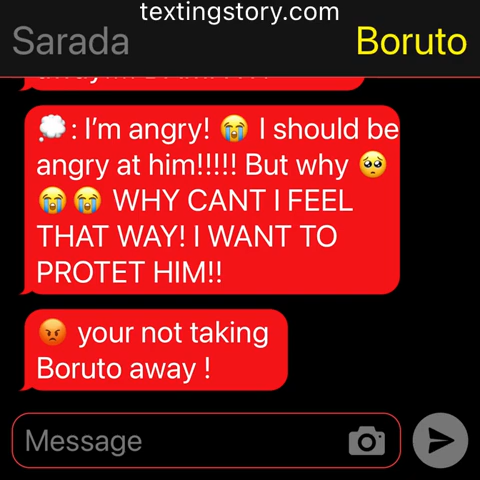 textingstory.com
Sarada
Boruto
💭: I’m angry! 😭 I should be
angry at him!!!!! But why 🥺
😭😭 WHY CANT I FEEL
THAT WAY! I WANT TO
PROTET HIM!!
😡 your not taking
Boruto away !
Message